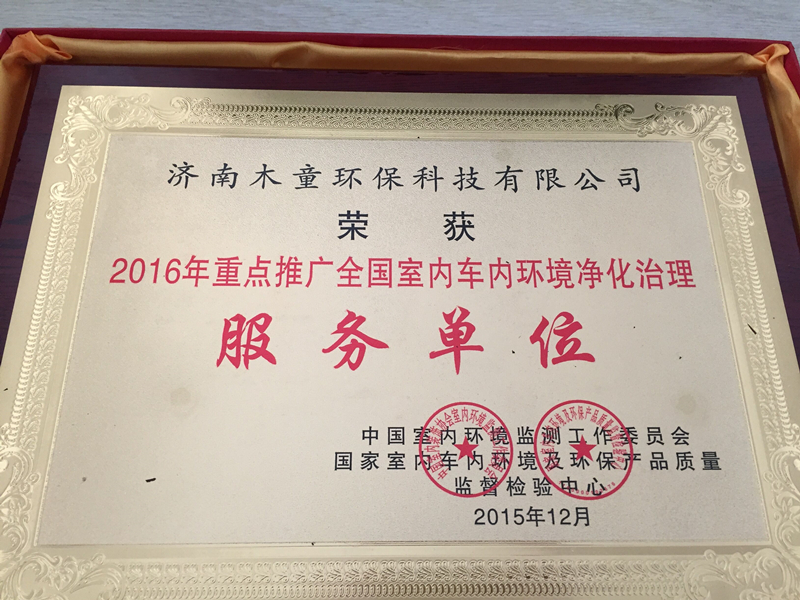 济南木童环保科技有限公司
荣 获
2016年重点推广全国室内车内环境净化治理
服务单位
中国室内环境监测工作委员会
国家室内车内环境及环保产品质量
监督检验中心
2015年12月